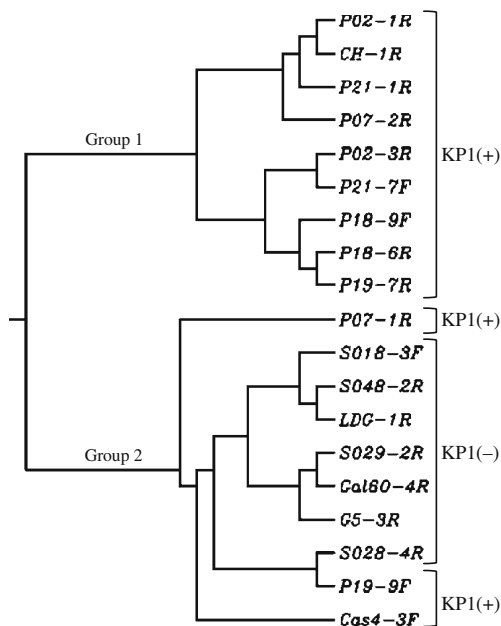 P02-1R
CH-1R
P21-1R
P07-2R
Group 1
P02-3R
KP1(+)
P21-7F
P18-9F
P18-6R
P19-7R
P07-1R
KP1(+)
S018-3F
S048-2R
LDG-1R
Group 2
S029-2R
KP1(–)
Gal60-4R
G5-3R
S028-4R
P19-9F
KP1(+)
Cas4-3F